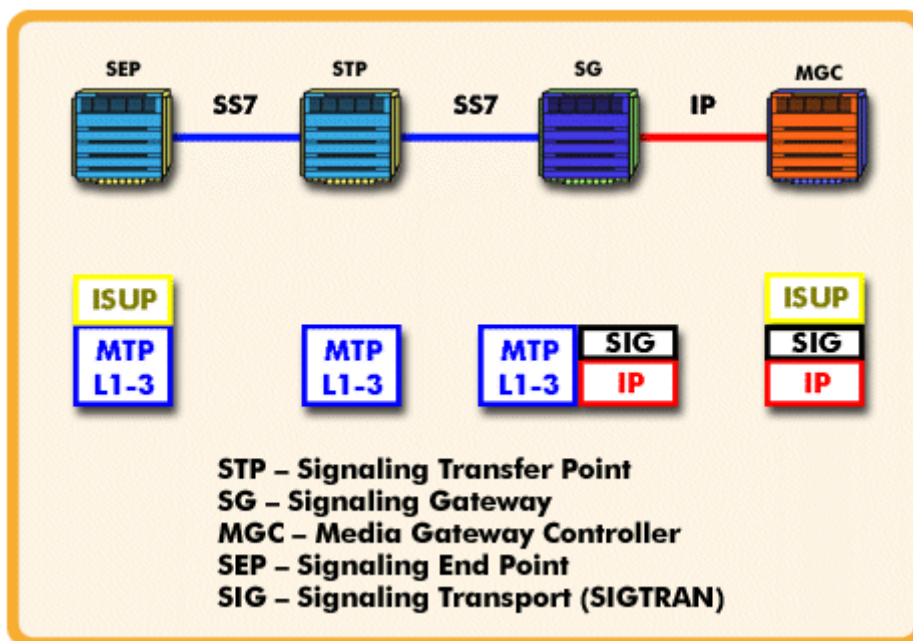 SEP STP SG MGC
SS7 SS7 IP
ISUP ISUP
MTP L1-3 MTP L1-3 MTP L1-3 SIG IP SIG IP
STP – Signaling Transfer Point
SG – Signaling Gateway
MGC – Media Gateway Controller
SEP – Signaling End Point
SIG – Signaling Transport (SIGTRAN)